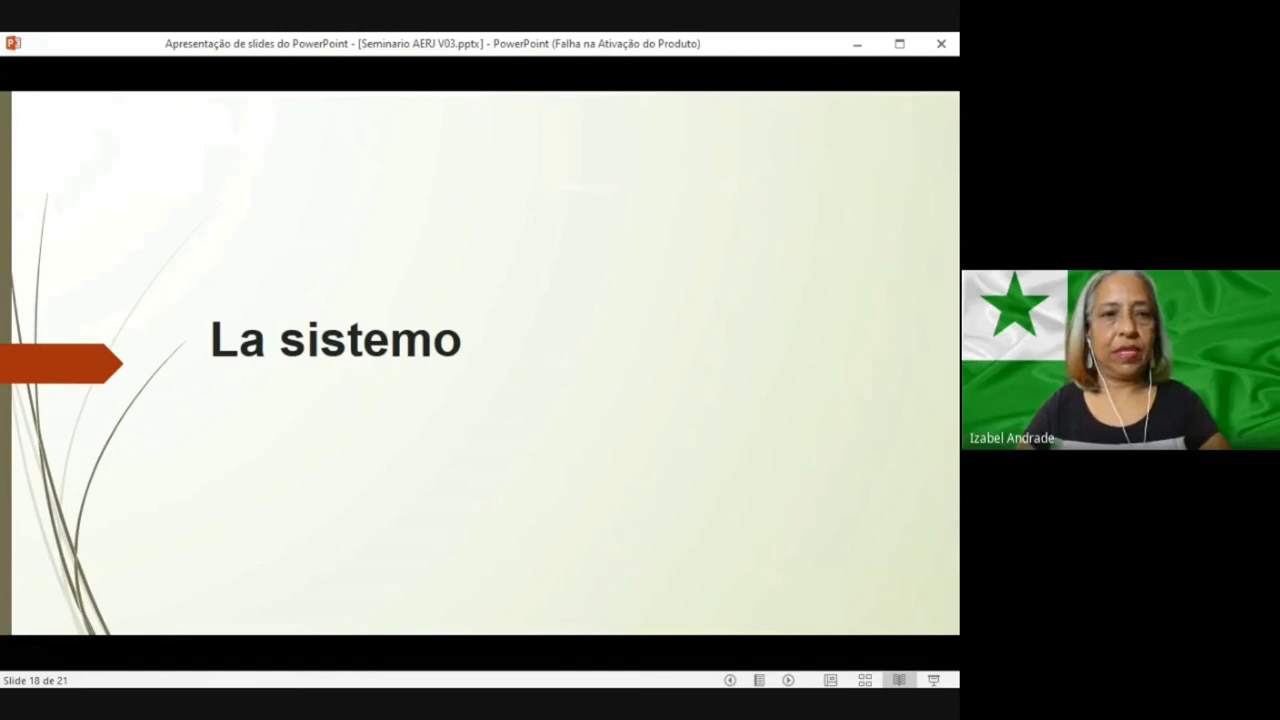 Apresentação de slides do PowerPoint - [Seminario AERJ V03.pptx] - PowerPoint (Falha na Ativação do Produto)
La sistemo
Izabel Andrade
Slide 18 de 21